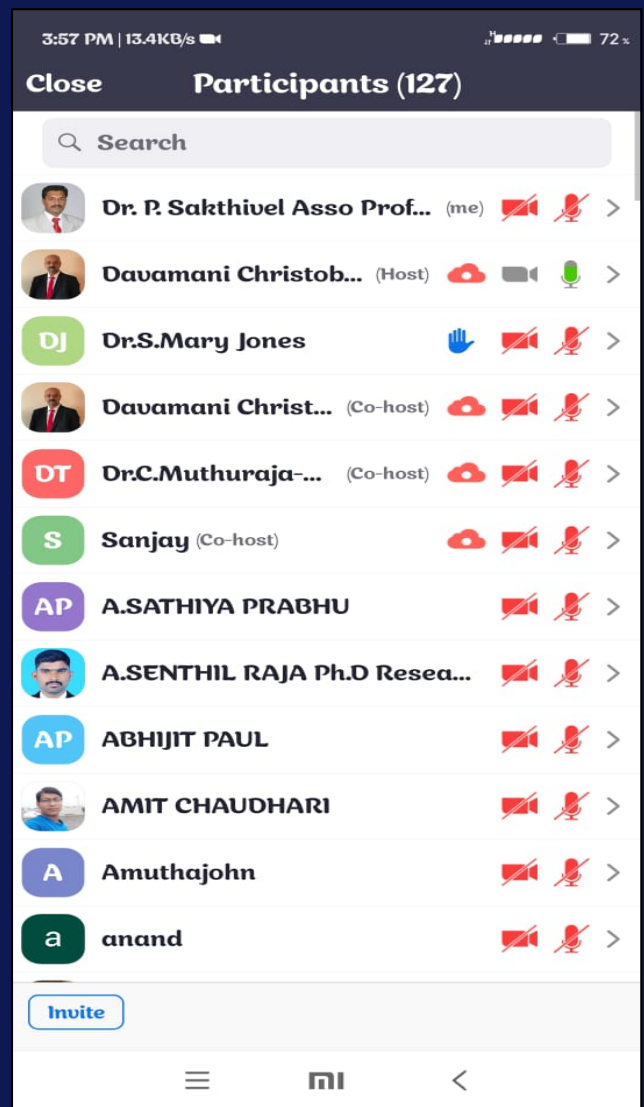 3:57 PM | 13.4KB/s 72%
Close Participants (127)
Search
Dr. P. Sakthivel Asso Prof... (me)
Davamani Christob... (Host)
DJ Dr.S.Mary Jones
Davamani Christ... (Co-host)
DT Dr.C.Muthuraja-... (Co-host)
S Sanjay (Co-host)
AP A.SATHIYA PRABHU
A.SENTHIL RAJA Ph.D Resea...
AP ABHIJIT PAUL
AMIT CHAUDHARI
A Amuthajohn
a anand
Invite